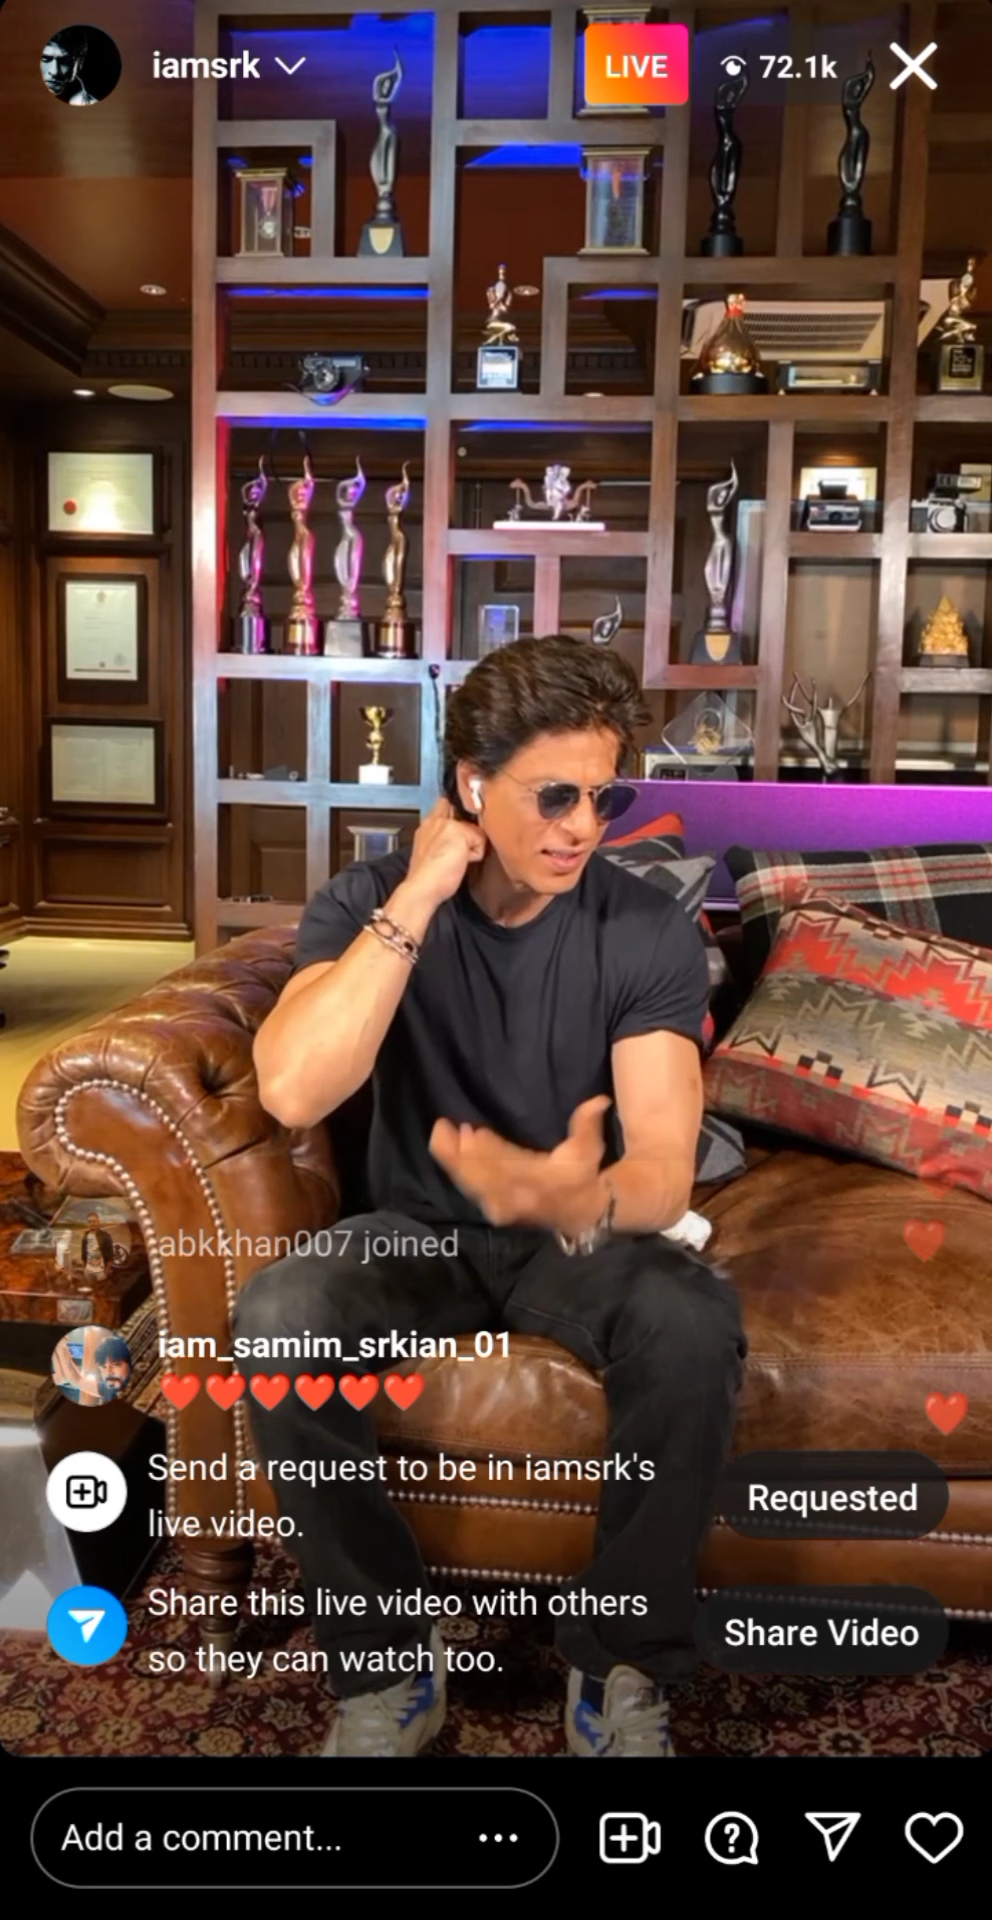 iamsrk
LIVE
72.1k
abkkhan007 joined
iam_samim_srkian_01
❤️❤️❤️❤️❤️❤️
Send a request to be in iamsrk's
live video.
Requested
Share this live video with others
so they can watch too.
Share Video
Add a comment...